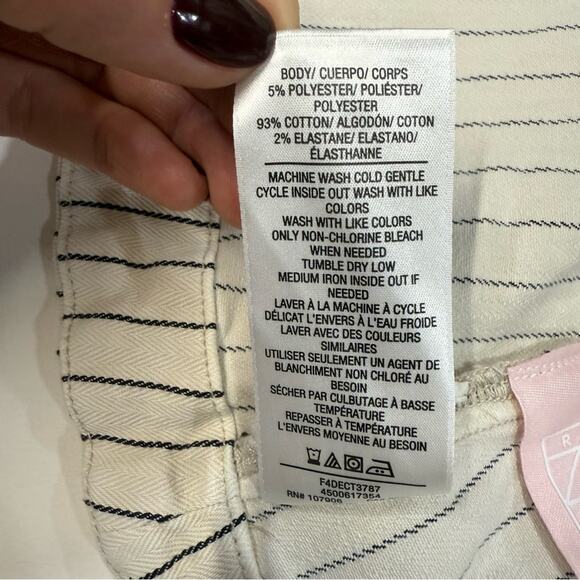 BODY/ CUERPO/ CORPS
5% POLYESTER/ POLIÉSTER/
POLYESTER
93% COTTON/ ALGODÓN/ COTON
2% ELASTANE/ ELASTANO/
ÉLASTHANNE
MACHINE WASH COLD GENTLE
CYCLE INSIDE OUT WASH WITH LIKE
COLORS
WASH WITH LIKE COLORS
ONLY NON-CHLORINE BLEACH
WHEN NEEDED
TUMBLE DRY LOW
MEDIUM IRON INSIDE OUT IF
NEEDED
LAVER À LA MACHINE À CYCLE
DÉLICAT L'ENVERS À L'EAU FROIDE
LAVER AVEC DES COULEURS
SIMILAIRES
UTILISER SEULEMENT UN AGENT DE
BLANCHIMENT NON CHLORÉ AU
BESOIN
SÉCHER PAR CULBUTAGE À BASSE
TEMPÉRATURE
REPASSER À TEMPÉRATURE
L'ENVERS MOYENNE AU BESOIN
F4DECT3787
4500617354
RN# 107909
R